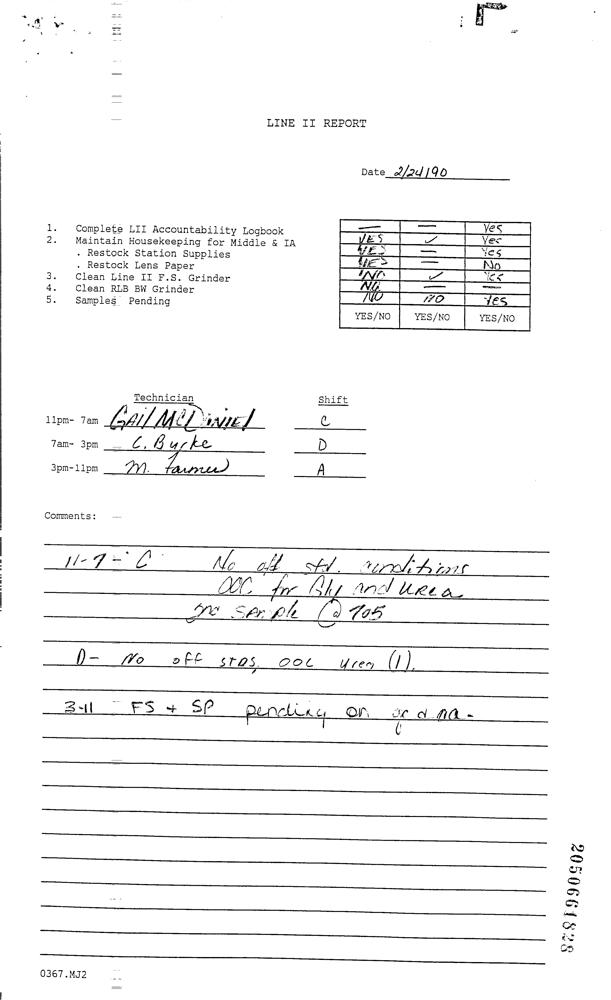 LINE II REPORT
Date 2/24/90
1. Complete LII Accountability Logbook — — Yes
2. Maintain Housekeeping for Middle & IA YES ✓ Yes
. Restock Station Supplies YES — Yes
. Restock Lens Paper YES — No
3. Clean Line II F.S. Grinder NO ✓ Yes
4. Clean RLB BW Grinder NO — —
5. Samples Pending NO NO Yes
YES/NO YES/NO YES/NO
Technician Shift
11pm- 7am GAIl MCDANIEl C
7am- 3pm C. Burke D
3pm-11pm M. Farmer A
Comments:
11-7- C No off std. conditions
OOC for and Urea
sample @ 705
D- No off STDS, OOC Urea (1).
3-11 FS + SP pending on
2050661828
0367.MJ2